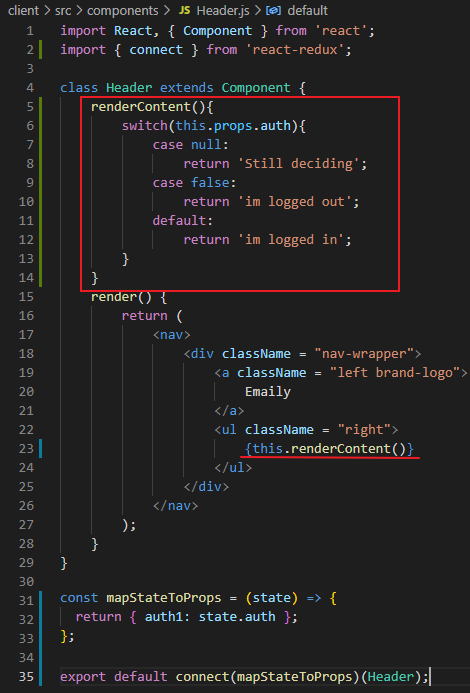 client > src > components > JS Header.js > default
1 import React, { Component } from 'react';
2 import { connect } from 'react-redux';
3
4 class Header extends Component {
5 renderContent(){
6 switch(this.props.auth){
7 case null:
8 return 'Still deciding';
9 case false:
10 return 'im logged out';
11 default:
12 return 'im logged in';
13 }
14 }
15 render() {
16 return (
17 <nav>
18 <div className = "nav-wrapper">
19 <a className = "left brand-logo">
20 Emaily
21 </a>
22 <ul className = "right">
23 {this.renderContent()}
24 </ul>
25 </div>
26 </nav>
27 );
28 }
29 }
30
31 const mapStateToProps = (state) => {
32 return { auth1: state.auth };
33 };
34
35 export default connect(mapStateToProps)(Header);